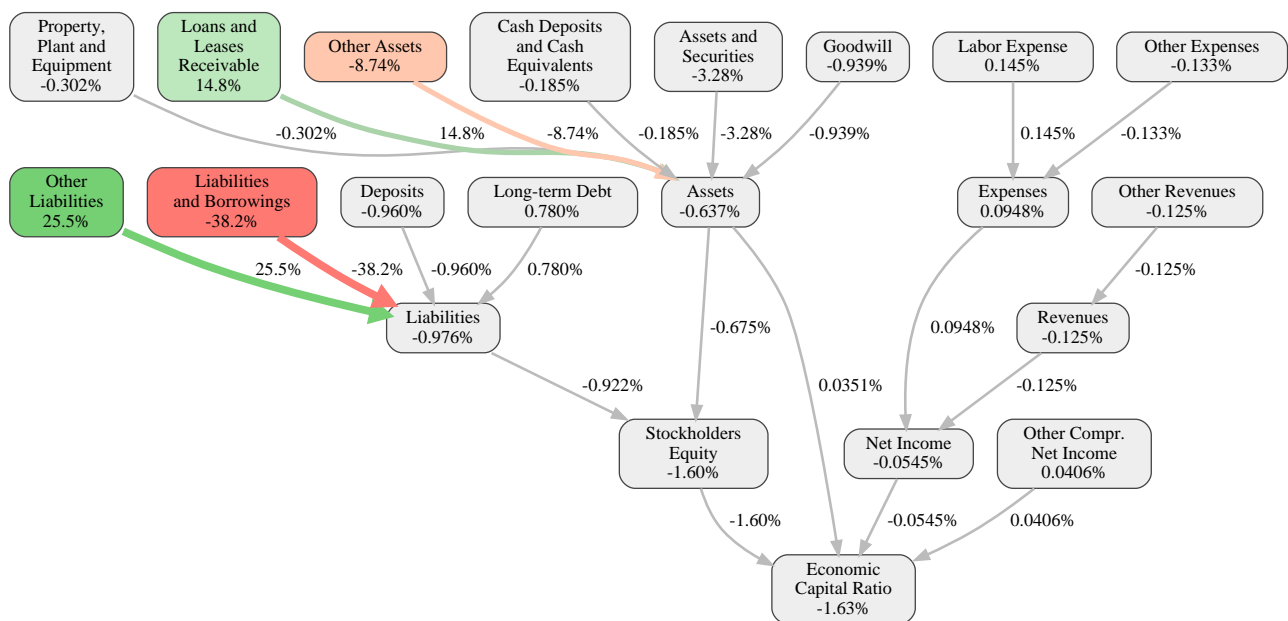 Property,
Plant and
Equipment
-0.302%
Loans and
Leases
Receivable
14.8%
Other Assets
-8.74%
Cash Deposits
and Cash
Equivalents
-0.185%
Assets and
Securities
-3.28%
Goodwill
-0.939%
Labor Expense
0.145%
Other Expenses
-0.133%
-0.302%
14.8%
-8.74%
-0.185%
-3.28%
-0.939%
0.145%
-0.133%
Other
Liabilities
25.5%
Liabilities
and Borrowings
-38.2%
Deposits
-0.960%
Long-term Debt
0.780%
Assets
-0.637%
Expenses
0.0948%
Other Revenues
-0.125%
25.5%
-38.2%
-0.960%
0.780%
-0.125%
Liabilities
-0.976%
-0.675%
0.0948%
Revenues
-0.125%
-0.922%
0.0351%
-0.125%
Stockholders
Equity
-1.60%
Net Income
-0.0545%
Other Compr.
Net Income
0.0406%
-1.60%
-0.0545%
0.0406%
Economic
Capital Ratio
-1.63%